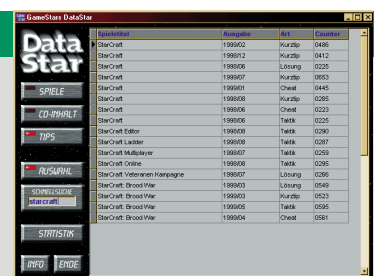 GameStars DataStar
Data
Star
SPIELE
CD-INHALT
TIPS
AUSWAHL
SCHNELLSUCHE
starcraft
STATISTIK
INFO ENDE
Spieletitel Ausgabe Art Counter
StarCraft 1999/02 Kurztip 0486
StarCraft 1998/12 Kurztip 0412
StarCraft 1998/06 Lösung 0225
StarCraft 1998/07 Kurztip 0653
StarCraft 1999/01 Cheat 0445
StarCraft 1998/08 Kurztip 0285
StarCraft 1998/06 Cheat 0223
StarCraft 1998/06 Taktik 0225
StarCraft Editor 1998/08 Taktik 0290
StarCraft Ladder 1998/08 Taktik 0287
StarCraft Multiplayer 1998/07 Taktik 0259
StarCraft Online 1998/08 Taktik 0295
StarCraft: Veteranen Kampagne 1998/07 Lösung 0266
StarCraft: Brood War 1999/03 Lösung 0549
StarCraft: Brood War 1999/03 Kurztip 0523
StarCraft: Brood War 1999/05 Taktik 0595
StarCraft: Brood War 1999/04 Cheat 0561